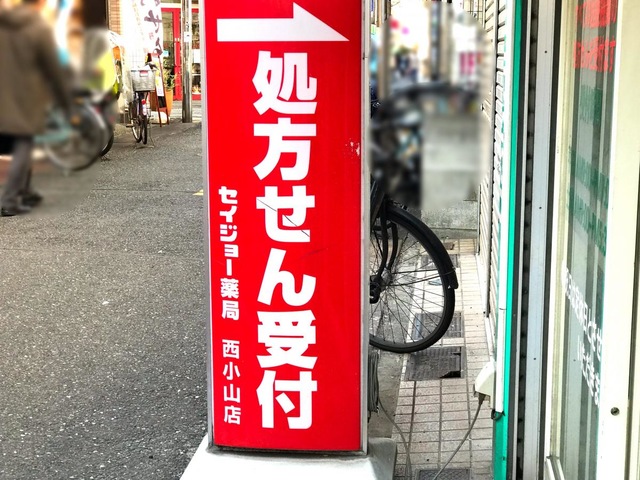 処方せん受付
セイジョー薬局 西小山店